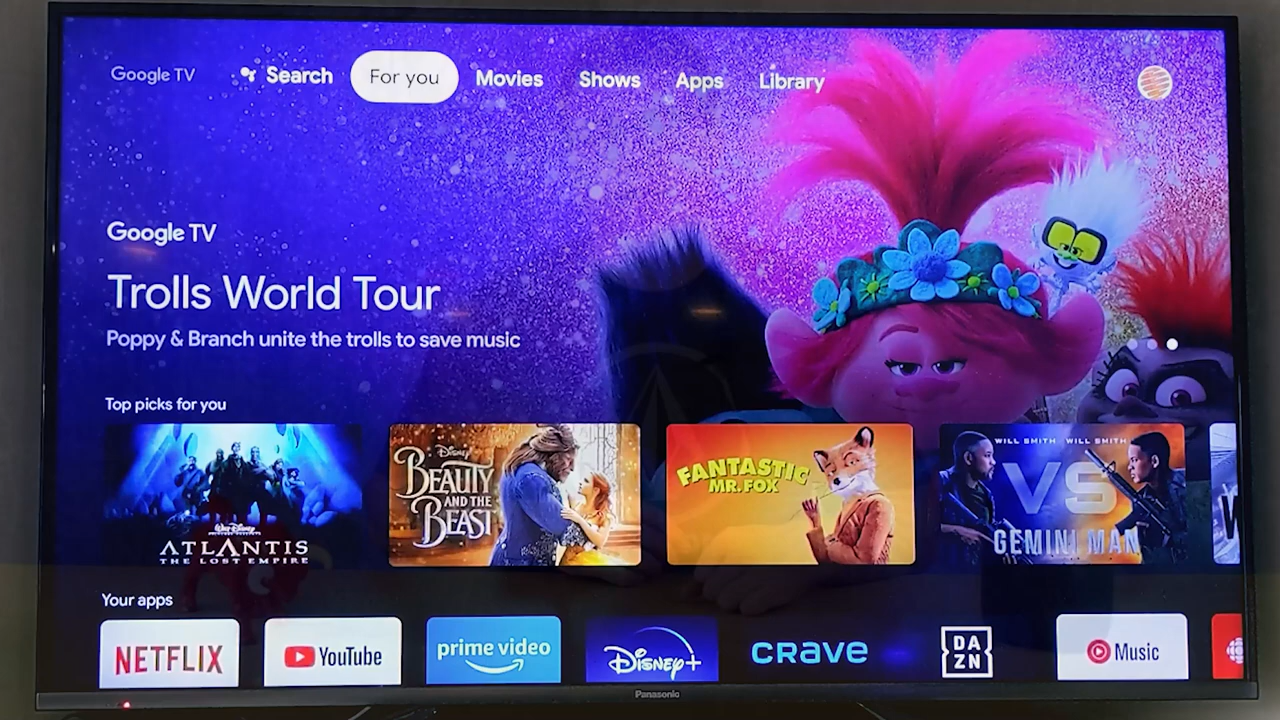 Google TV
Search
For you
Movies
Shows
Apps
Library
Google TV
Trolls World Tour
Poppy & Branch unite the trolls to save music
Top picks for you
WALT DISNEY
ATLANTIS
THE LOST EMPIRE
DISNEY
BEAUTY
AND THE
BEAST
FANTASTIC
MR. FOX
WILL SMITH VS WILL SMITH
GEMINI MAN
Your apps
NETFLIX
YouTube
prime video
Disney+
crave
DA
ZN
Music
Panasonic